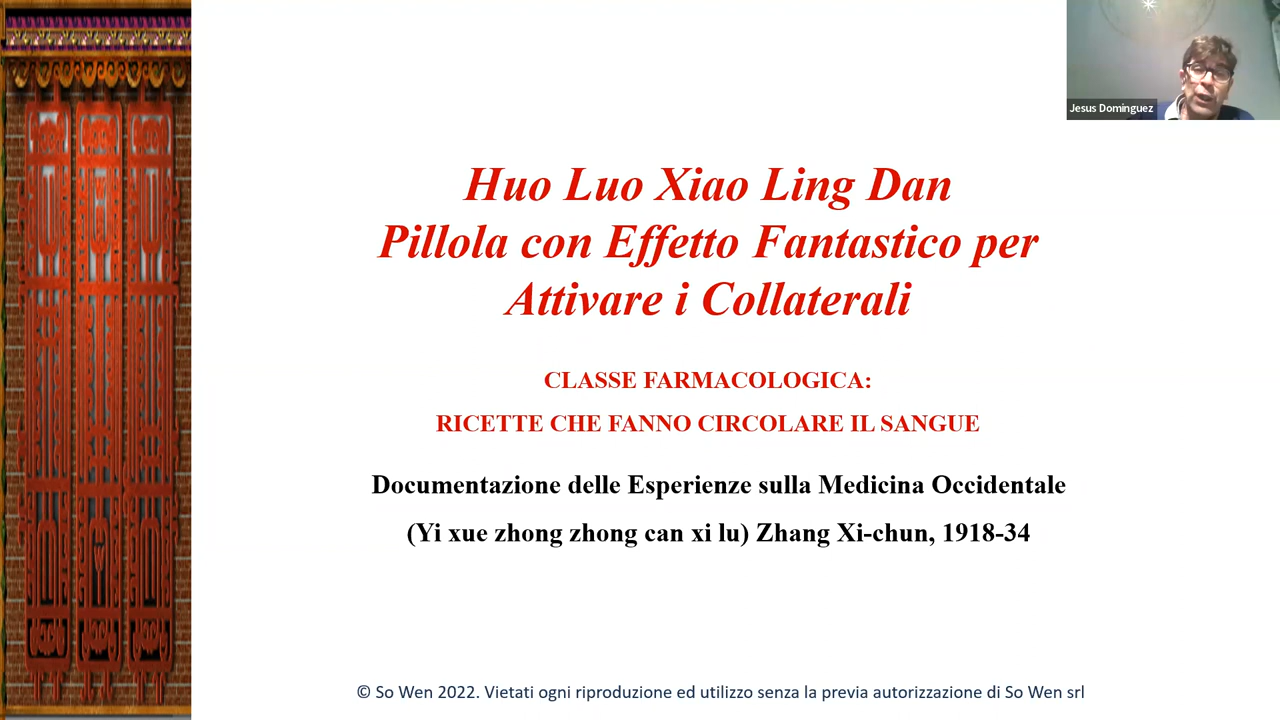 Jesus Dominguez
Huo Luo Xiao Ling Dan
Pillola con Effetto Fantastico per
Attivare i Collaterali
CLASSE FARMACOLOGICA:
RICETTE CHE FANNO CIRCOLARE IL SANGUE
Documentazione delle Esperienze sulla Medicina Occidentale
(Yi xue zhong zhong can xi lu) Zhang Xi-chun, 1918-34
© So Wen 2022. Vietati ogni riproduzione ed utilizzo senza la previa autorizzazione di So Wen srl